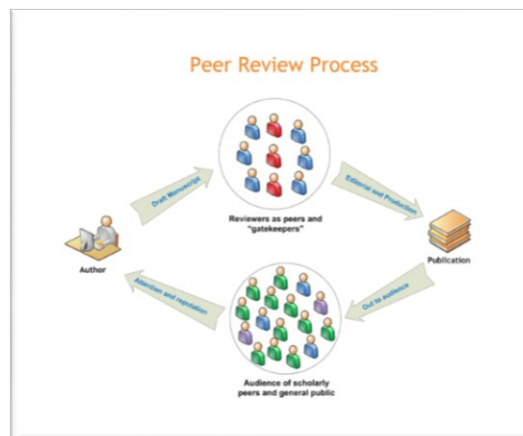 Peer Review Process
Draft Manuscript
Reviewers as peers and
"gatekeepers"
Editorial and Production
Author
Publication
Attention and reputation
Out to audience
Audience of scholarly
peers and general public